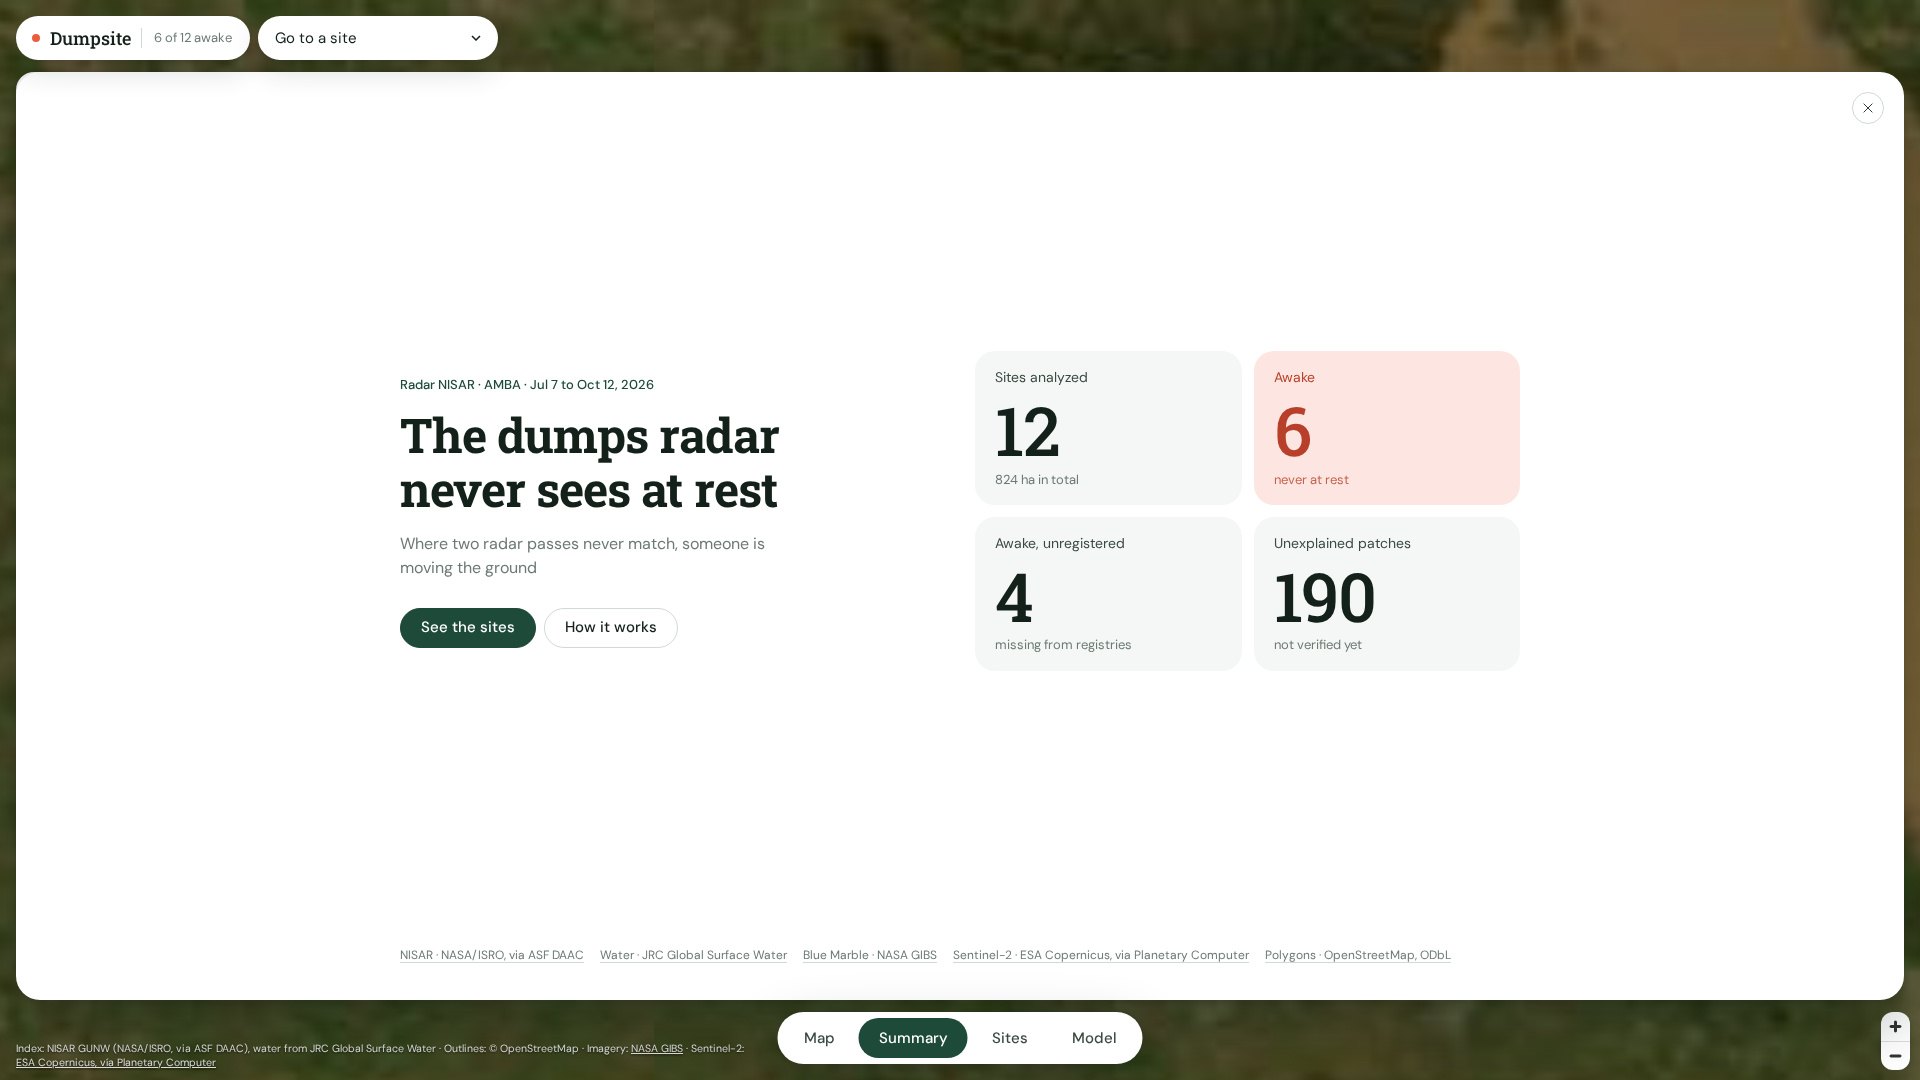 Dumpsite
6 of 12 awake
Go to a site
Radar NISAR · AMBA · Jul 7 to Oct 12, 2026
The dumps radar
never sees at rest
Where two radar passes never match, someone is
moving the ground
See the sites
How it works
Sites analyzed
12
824 ha in total
Awake
6
never at rest
Awake, unregistered
4
missing from registries
Unexplained patches
190
not verified yet
NISAR · NASA/ISRO, via ASF DAAC
Water · JRC Global Surface Water
Blue Marble · NASA GIBS
Sentinel-2 · ESA Copernicus, via Planetary Computer
Polygons · OpenStreetMap, ODbL
Map
Summary
Sites
Model
Index: NISAR GUNW (NASA/ISRO, via ASF DAAC), water from JRC Global Surface Water · Outlines: © OpenStreetMap · Imagery: NASA GIBS · Sentinel-2:
ESA Copernicus, vía Planetary Computer